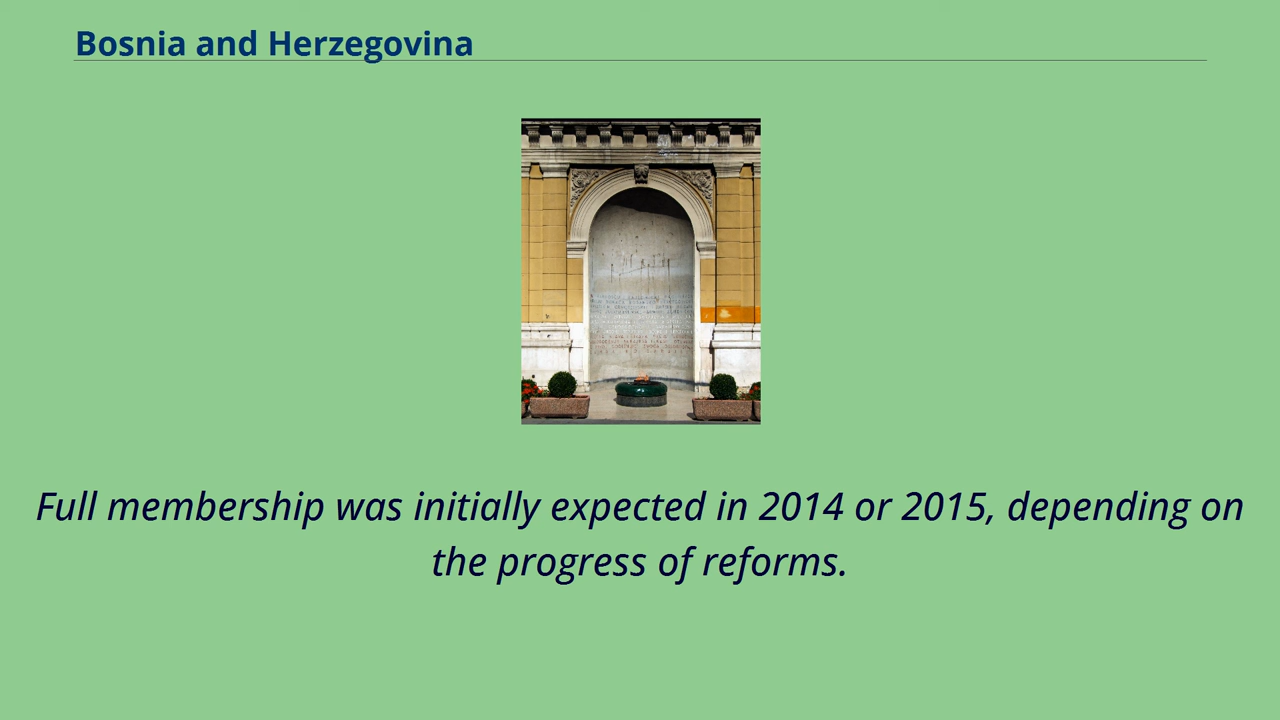 Bosnia and Herzegovina
Full membership was initially expected in 2014 or 2015, depending on
the progress of reforms.